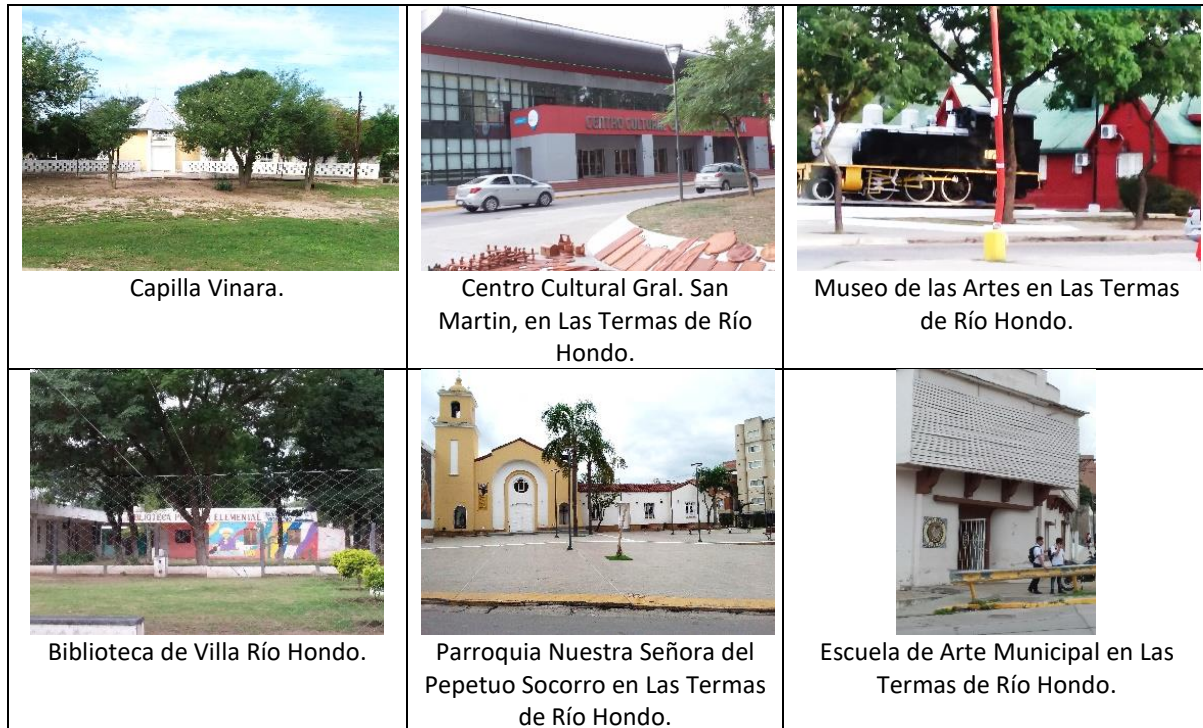 CENTRO CULTURAL
Capilla Vinara.
Centro Cultural Gral. San
Martin, en Las Termas de Río
Hondo.
Museo de las Artes en Las Termas
de Río Hondo.
ELEMENTAL
Biblioteca de Villa Río Hondo.
Parroquia Nuestra Señora del
Pepetuo Socorro en Las Termas
de Río Hondo.
Escuela de Arte Municipal en Las
Termas de Río Hondo.